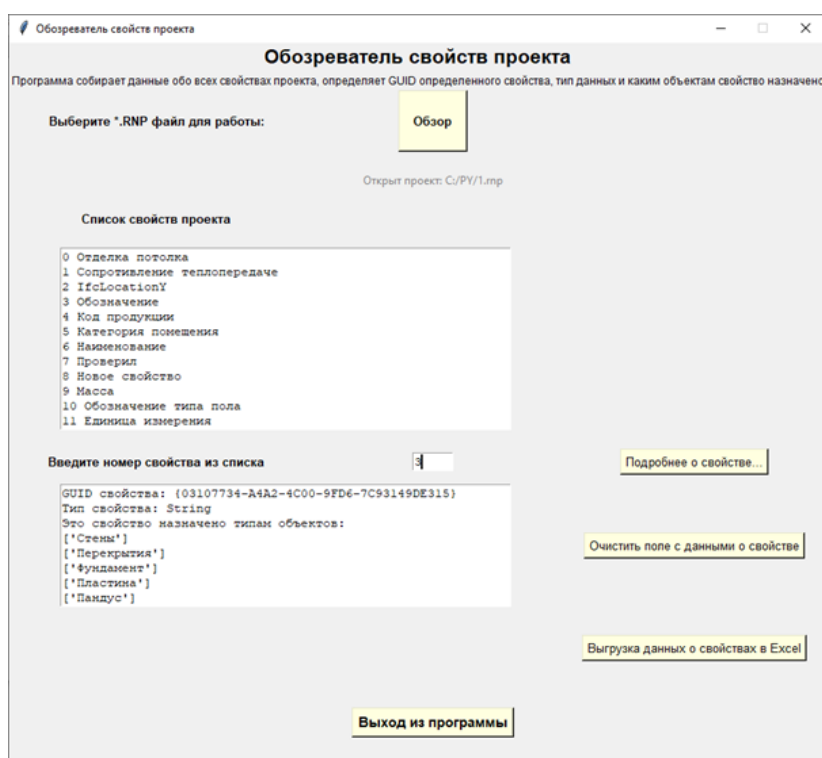 Обозреватель свойств проекта
Обозреватель свойств проекта
Программа собирает данные обо всех свойствах проекта, определяет GUID определенного свойства, тип данных и каким объектам свойство назначено
Выберите *.RNP файл для работы:
Обзор
Открыт проект: C:/PY/1.rnp
Список свойств проекта
0 Отделка потолка
1 Сопротивление теплопередаче
2 IfcLocationY
3 Обозначение
4 Код продукции
5 Категория помещения
6 Наименование
7 Проверил
8 Новое свойство
9 Масса
10 Обозначение типа пола
11 Единица измерения
Введите номер свойства из списка
3
Подробнее о свойстве...
GUID свойства: {03107734-A4A2-4C00-9FD6-7C93149DE315}
Тип свойства: String
Это свойство назначено типам объектов:
['Стены']
['Перекрытия']
['Фундамент']
['Пластина']
['Пандус']
Очистить поле с данными о свойстве
Выгрузка данных о свойствах в Excel
Выход из программы